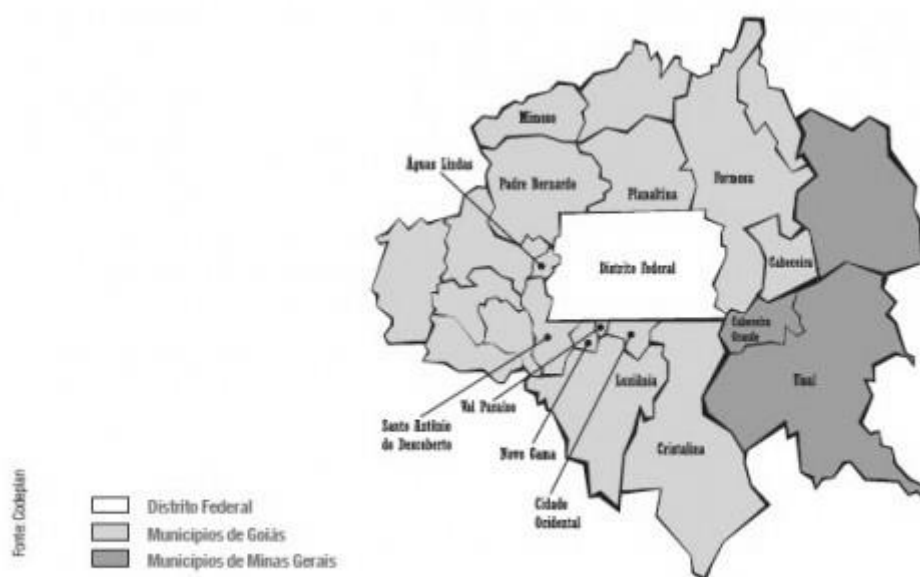 Mimoso
Águas Lindas
Padre Bernardo
Planaltina
Formosa
Distrito Federal
Cabeceira
Cabeceira
Grande
Unaí
Luziânia
Val Paraíso
Santo Antônio
do Descoberto
Novo Gama
Cristalina
Cidade
Ocidental
Fonte: Codeplan
Distrito Federal
Municípios de Goiás
Municípios de Minas Gerais